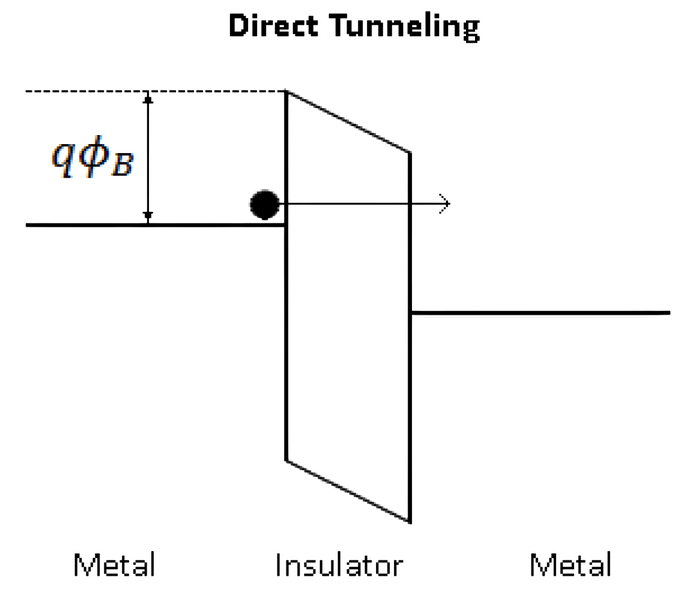 Direct Tunneling
qϕB
Metal
Insulator
Metal